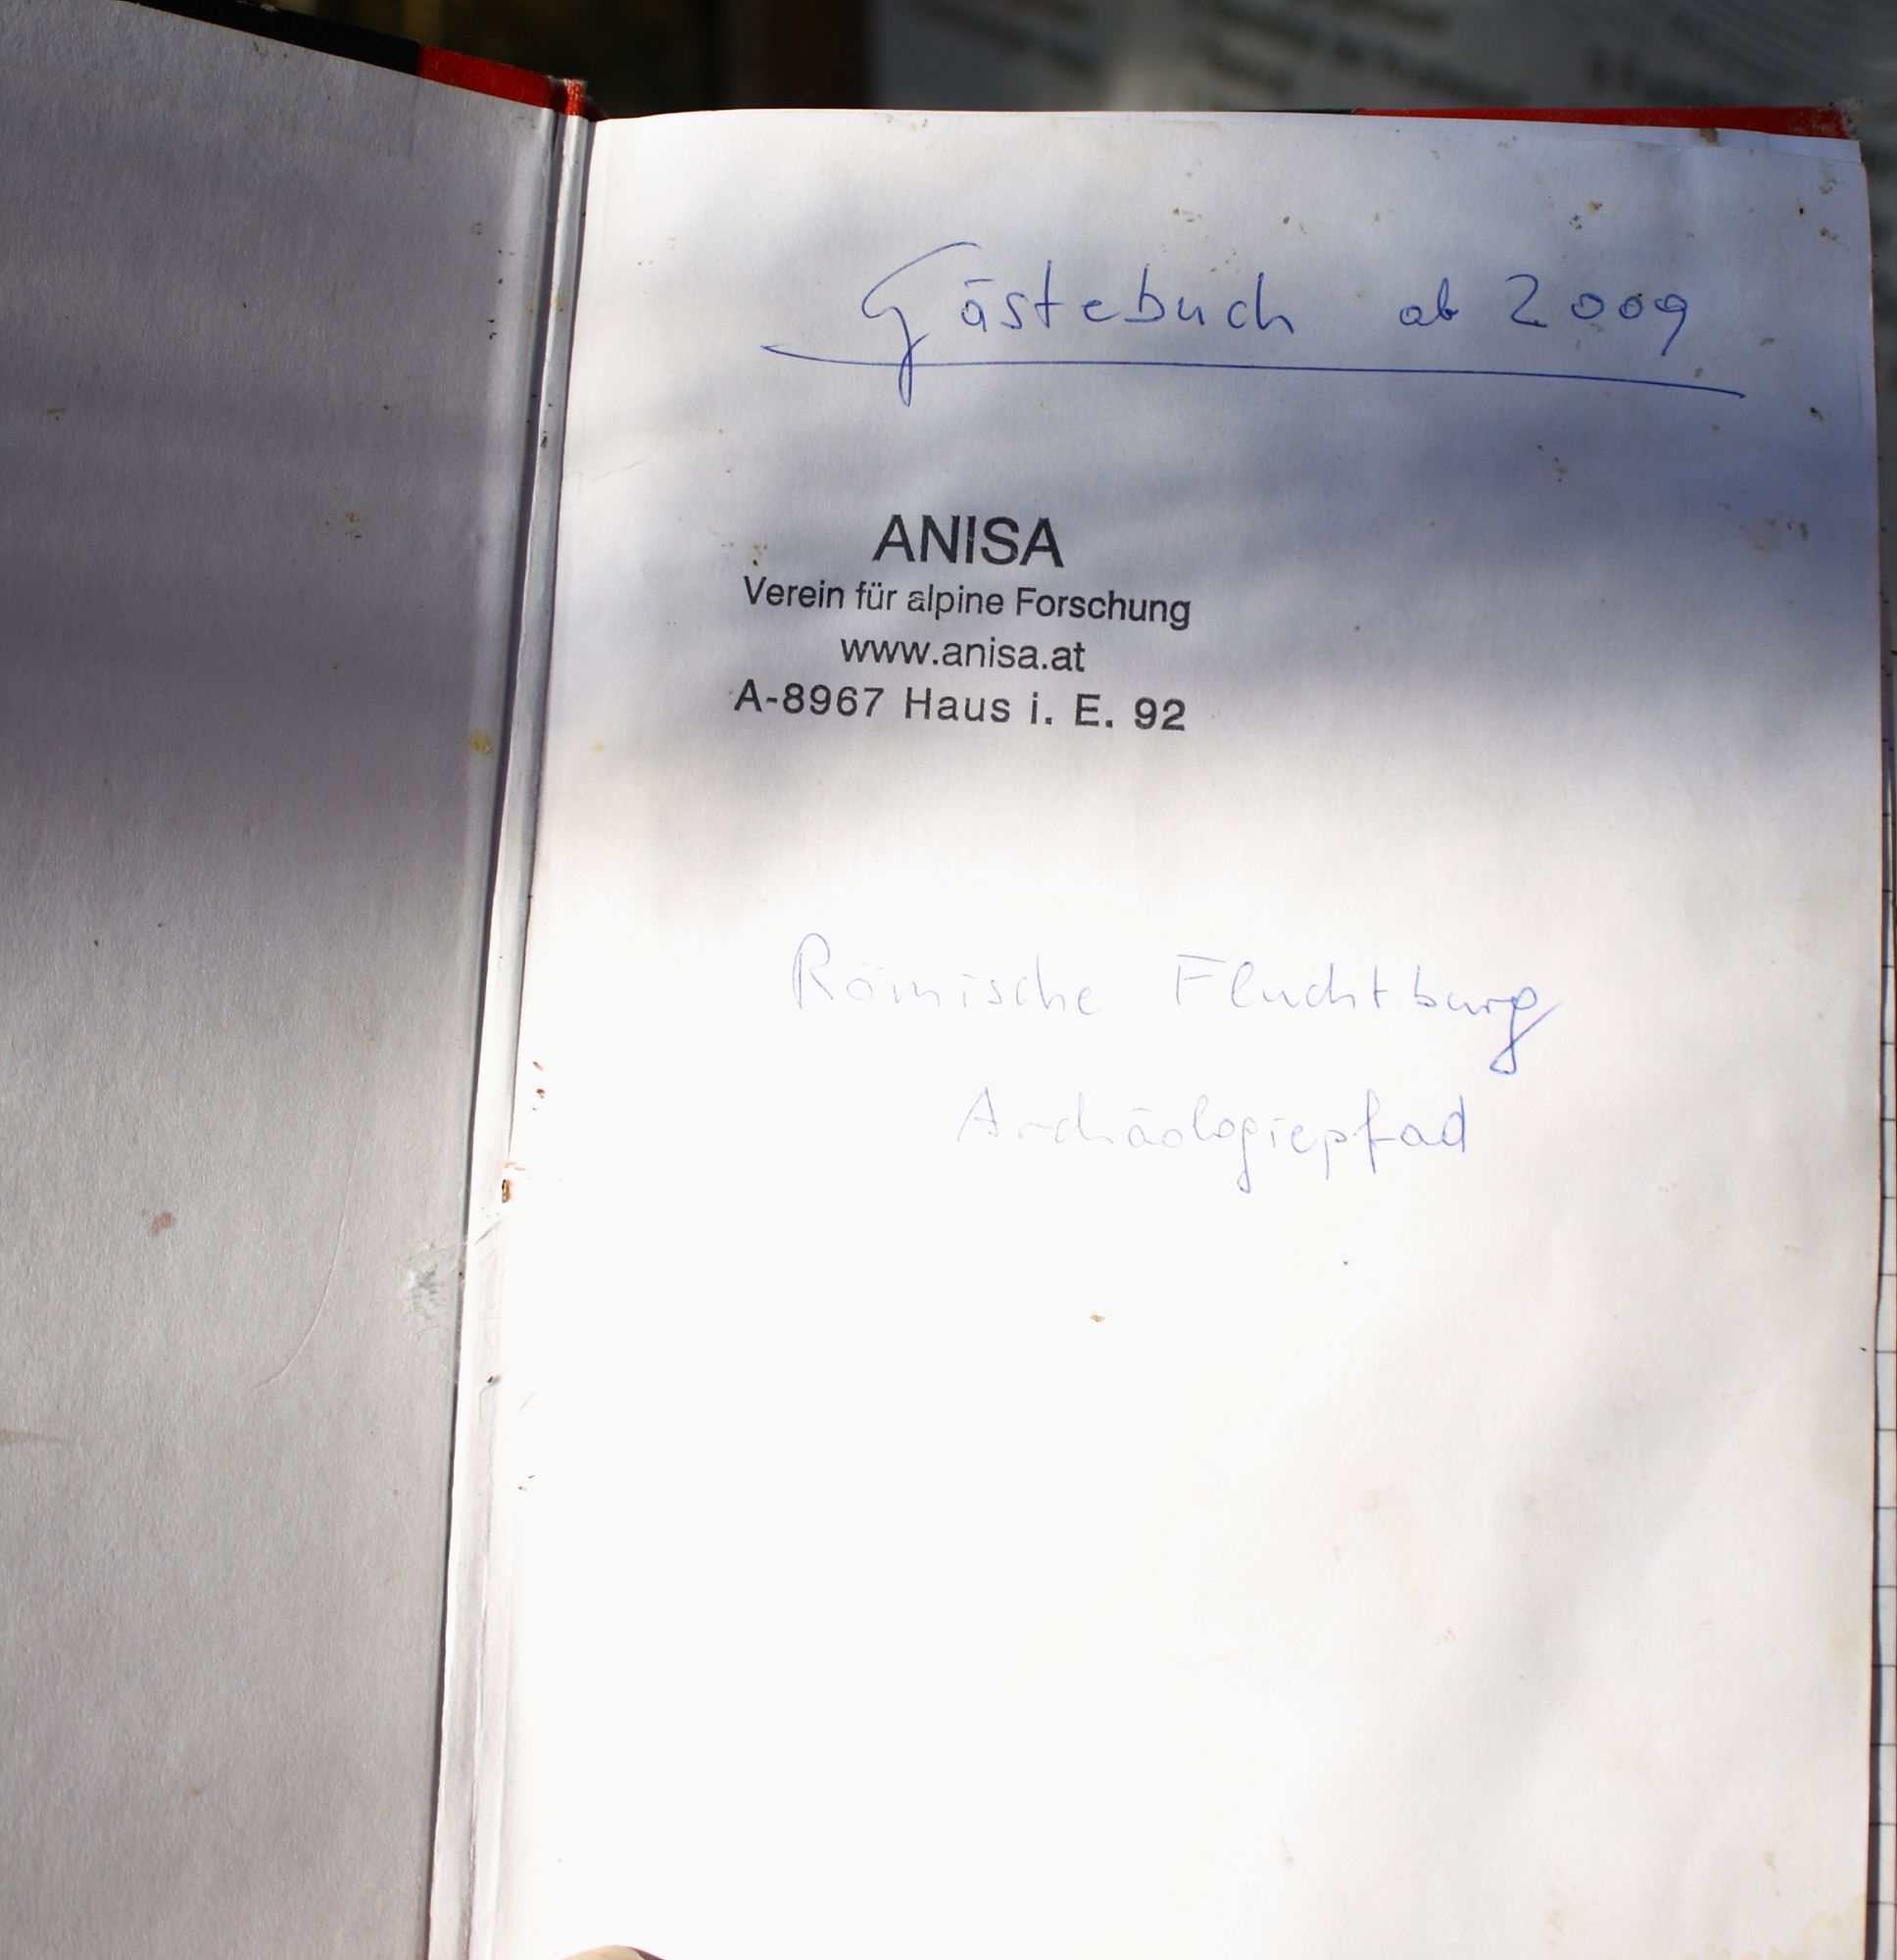 Gästebuch ab 2009
ANISA
Verein für alpine Forschung
www.anisa.at
A-8967 Haus i. E. 92
Römische Fluchtburg
Archäologiepfad